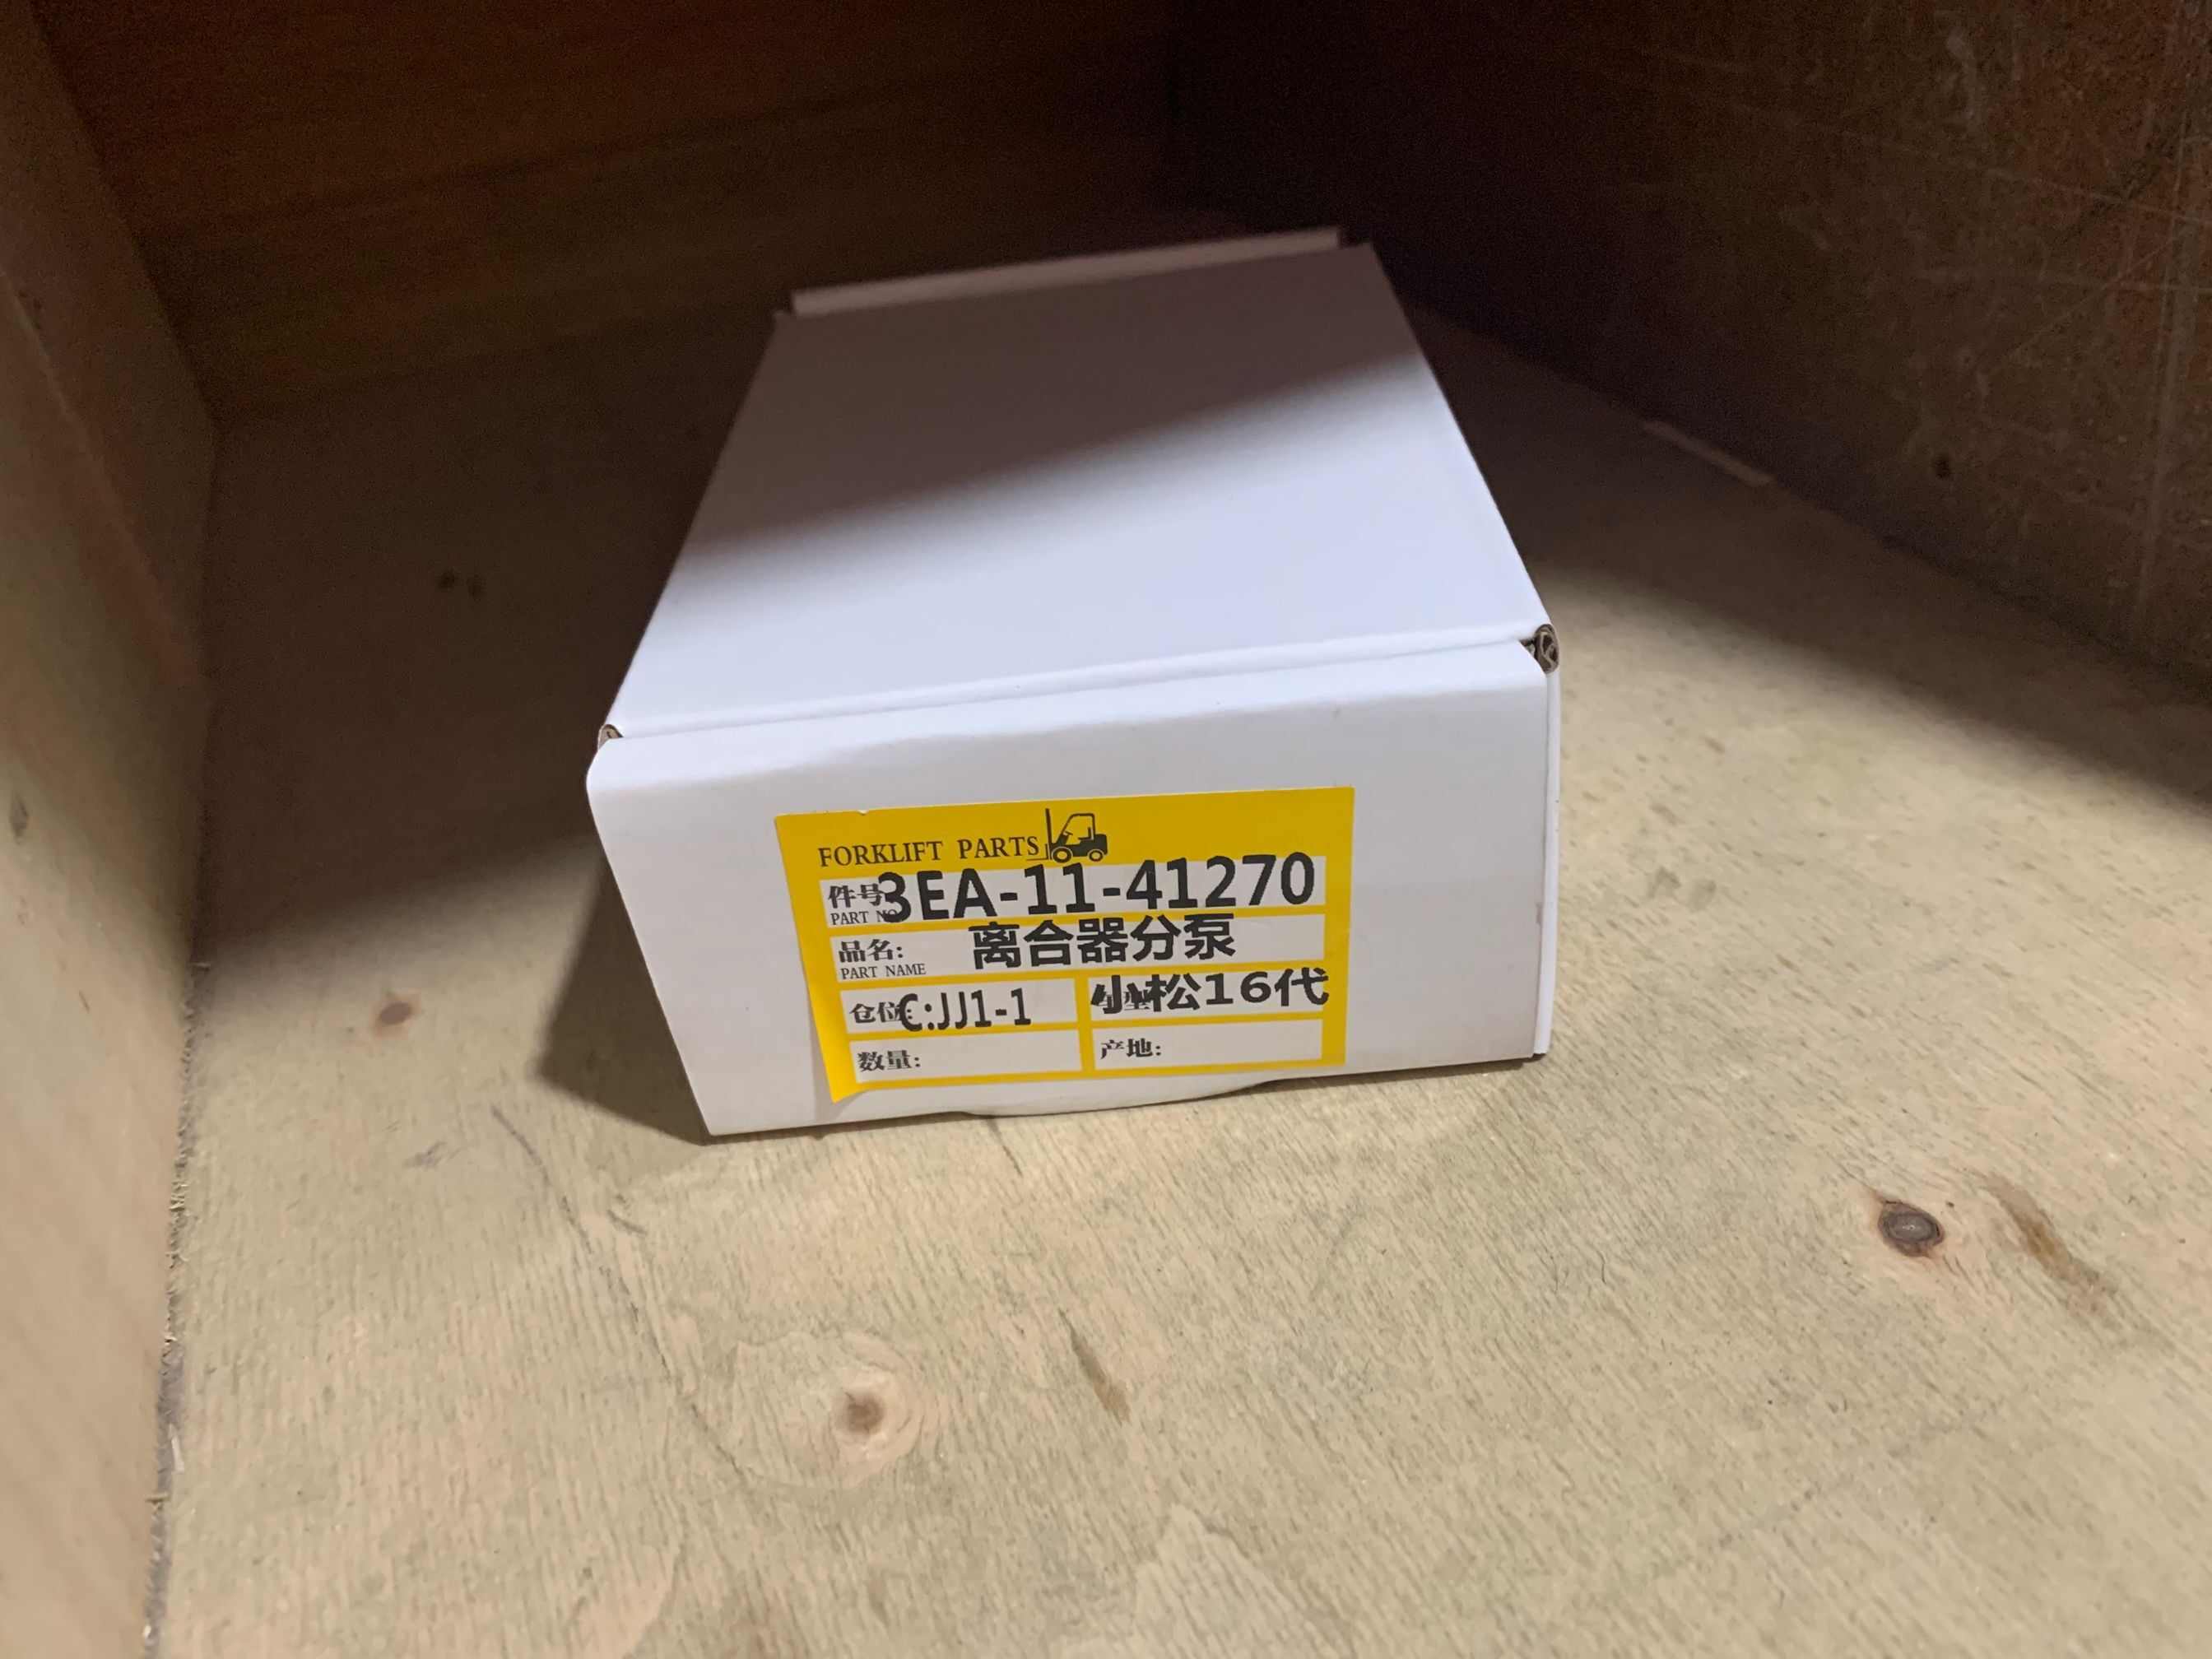 FORKLIFT PARTS
件号 3EA-11-41270
PART NO
品名: 离合器分泵
PART NAME
仓位: C:JJ1-1 小松16代
数量: 产地: